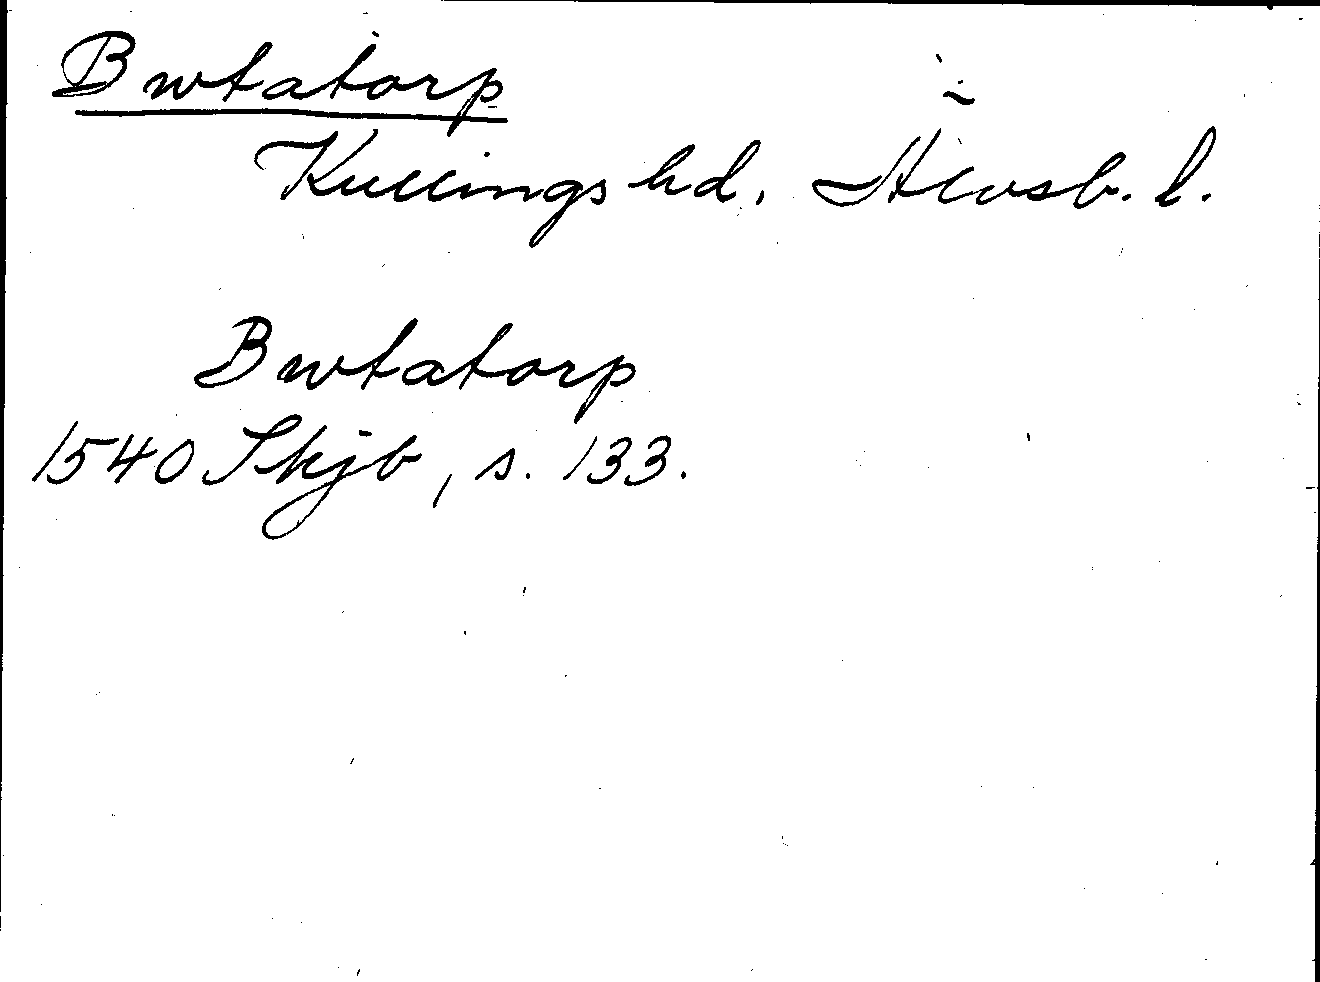 Bwtatorp
Kullings hd. Älvsb. l.
Bwtatorp
1540 Skjb, s. 133.